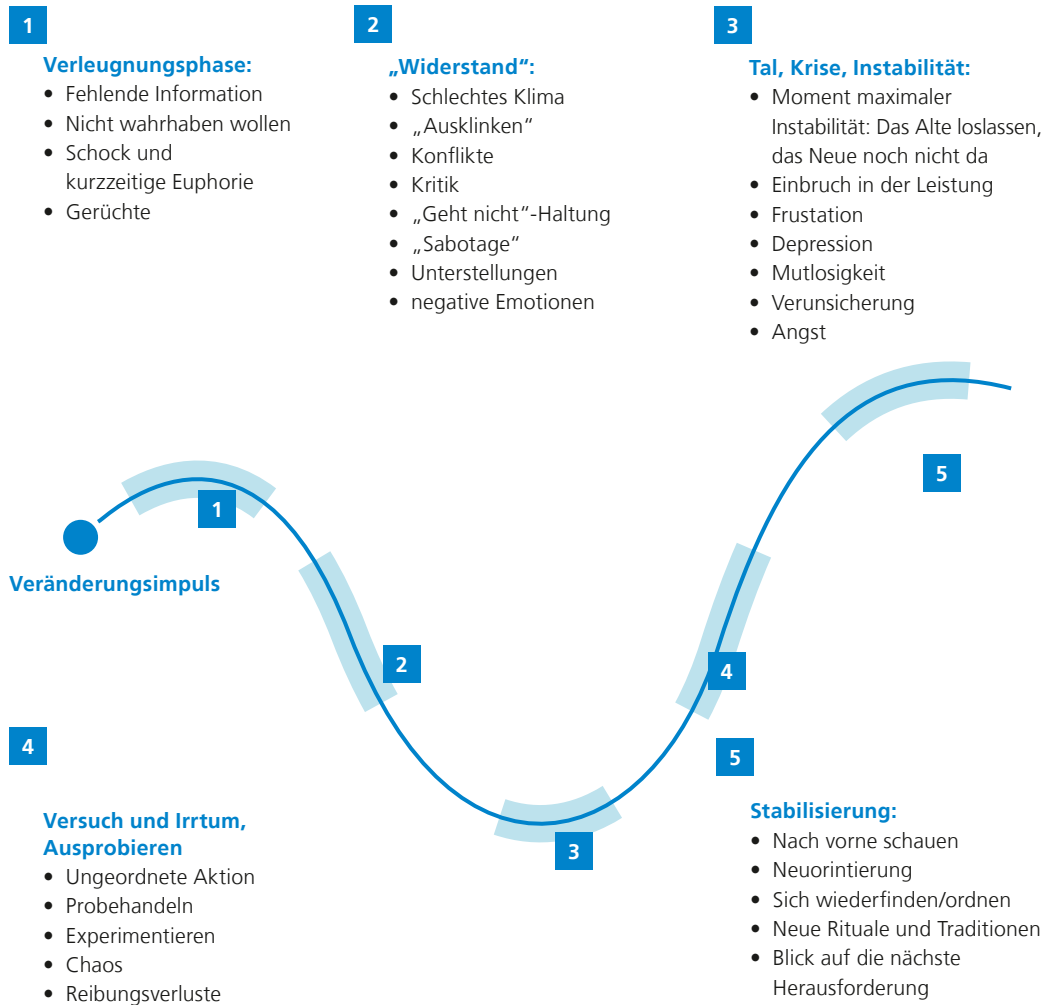 1
Verleugnungsphase:
• Fehlende Information
• Nicht wahrhaben wollen
• Schock und
kurzzeitige Euphorie
• Gerüchte
2
„Widerstand“:
• Schlechtes Klima
• „Ausklinken“
• Konflikte
• Kritik
• „Geht nicht“-Haltung
• „Sabotage“
• Unterstellungen
• negative Emotionen
3
Tal, Krise, Instabilität:
• Moment maximaler
Instabilität: Das Alte loslassen,
das Neue noch nicht da
• Einbruch in der Leistung
• Frustation
• Depression
• Mutlosigkeit
• Verunsicherung
• Angst
Veränderungsimpuls
1
2
3
4
5
4
Versuch und Irrtum,
Ausprobieren
• Ungeordnete Aktion
• Probehandeln
• Experimentieren
• Chaos
• Reibungsverluste
5
Stabilisierung:
• Nach vorne schauen
• Neuorintierung
• Sich wiederfinden/ordnen
• Neue Rituale und Traditionen
• Blick auf die nächste
Herausforderung